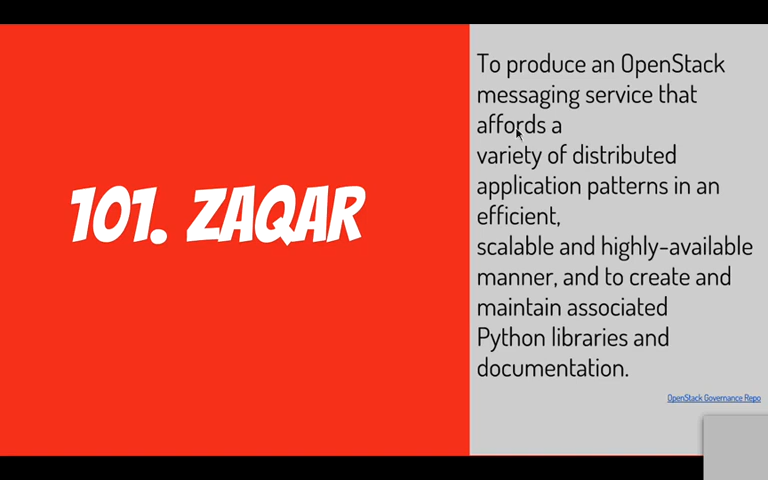 101. ZAQAR
To produce an OpenStack
messaging service that
affords a
variety of distributed
application patterns in an
efficient,
scalable and highly-available
manner, and to create and
maintain associated
Python libraries and
documentation.
OpenStack Governance Repo